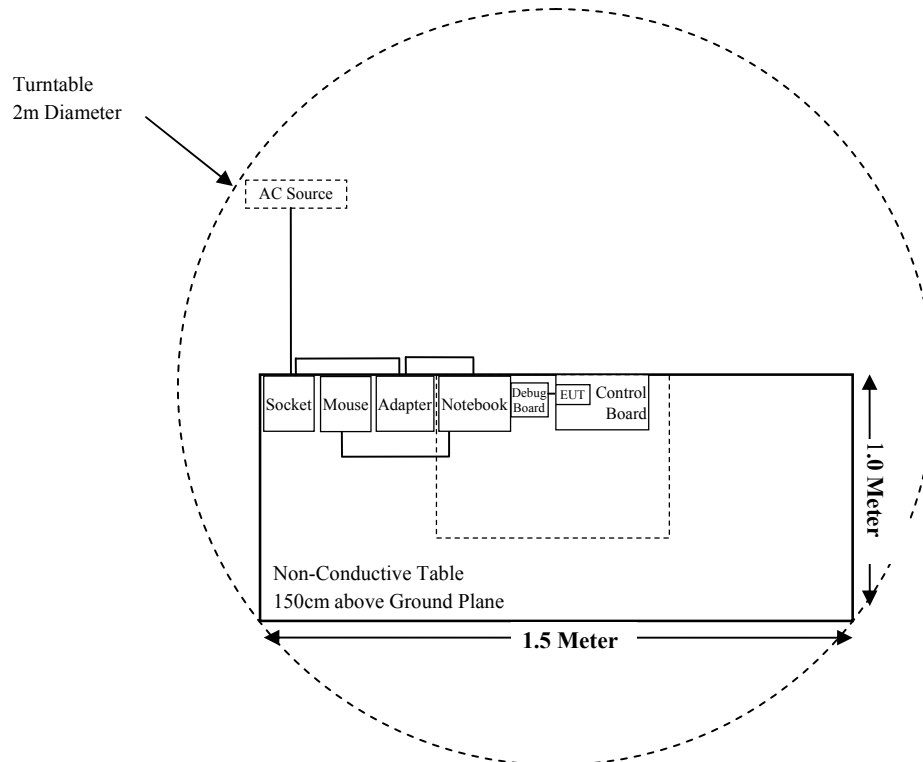 Turntable
2m Diameter
AC Source
Socket
Mouse
Adapter
Notebook
Debug
Board
EUT
Control
Board
1.0 Meter
Non-Conductive Table
150cm above Ground Plane
1.5 Meter